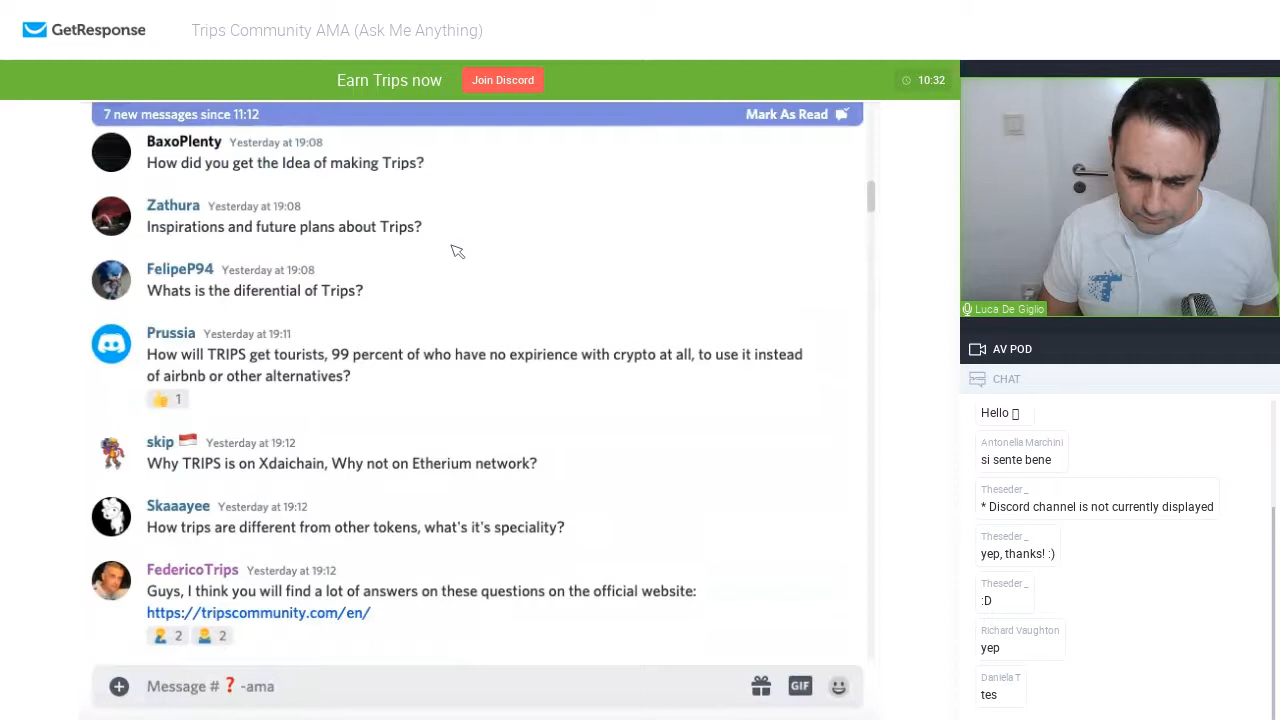 GetResponse
Trips Community AMA (Ask Me Anything)
Earn Trips now
Join Discord
10:32
7 new messages since 11:12
Mark As Read
BaxoPlenty Yesterday at 19:08
How did you get the Idea of making Trips?
Zathura Yesterday at 19:08
Inspirations and future plans about Trips?
FelipeP94 Yesterday at 19:08
Whats is the diferential of Trips?
Prussia Yesterday at 19:11
How will TRIPS get tourists, 99 percent of who have no expirience with crypto at all, to use it instead
of airbnb or other alternatives?
👍 1
skip Yesterday at 19:12
Why TRIPS is on Xdaichain, Why not on Etherium network?
Skaaayee Yesterday at 19:12
How trips are different from other tokens, what's it's speciality?
FedericoTrips Yesterday at 19:12
Guys, I think you will find a lot of answers on these questions on the official website:
https://tripscommunity.com/en/
2 2
Message # ❓ -ama
GIF
T
Luca De Giglio
AV POD
CHAT
Hello
Antonella Marchini
si sente bene
Theseder _
* Discord channel is not currently displayed
Theseder _
yep, thanks! :)
Theseder _
:D
Richard Vaughton
yep
Daniela T
tes